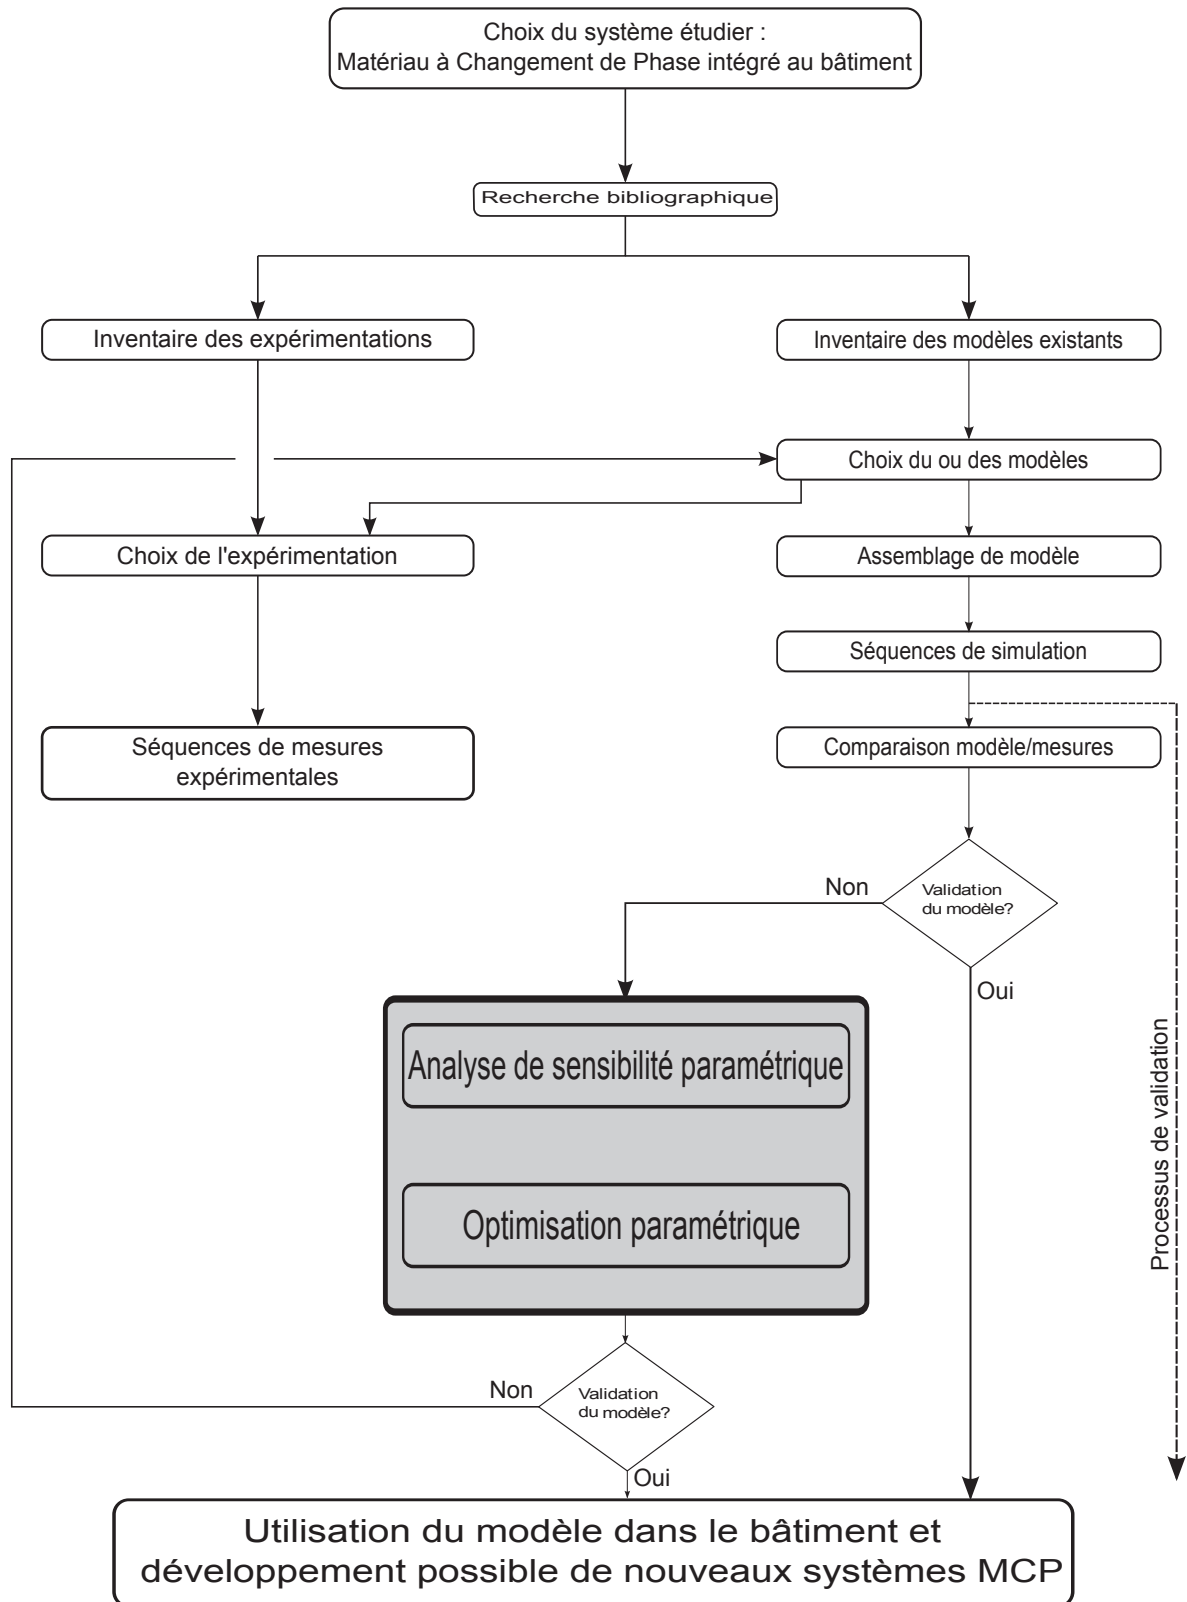 Choix du système étudier :
Matériau à Changement de Phase intégré au bâtiment
Recherche bibliographique
Inventaire des expérimentations
Inventaire des modèles existants
Choix du ou des modèles
Choix de l'expérimentation
Assemblage de modèle
Séquences de simulation
Séquences de mesures
expérimentales
Comparaison modèle/mesures
Non
Validation
du modèle?
Oui
Analyse de sensibilité paramétrique
Optimisation paramétrique
Processus de validation
Non
Validation
du modèle?
Oui
Utilisation du modèle dans le bâtiment et
développement possible de nouveaux systèmes MCP